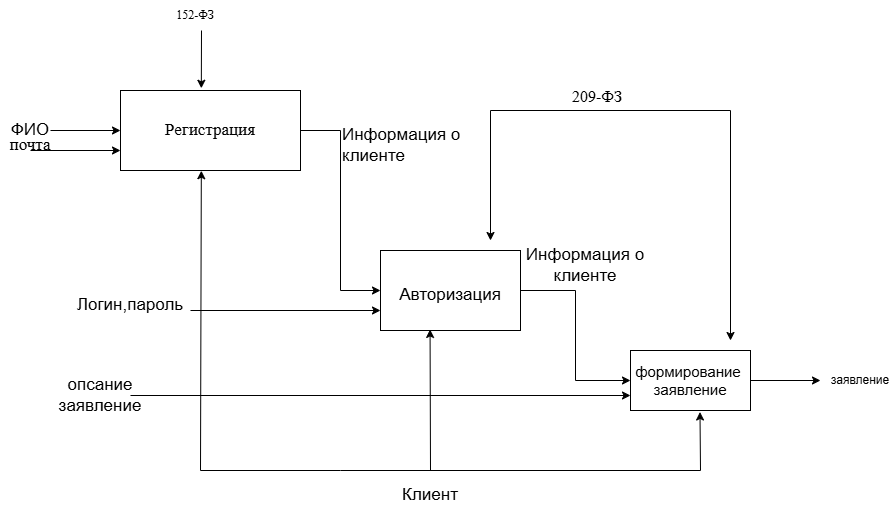 152-ФЗ
209-ФЗ
ФИО
почта
Регистрация
Информация о
клиенте
Информация о
клиенте
Авторизация
Логин,пароль
опсание
заявление
формирование
заявление
заявление
Клиент